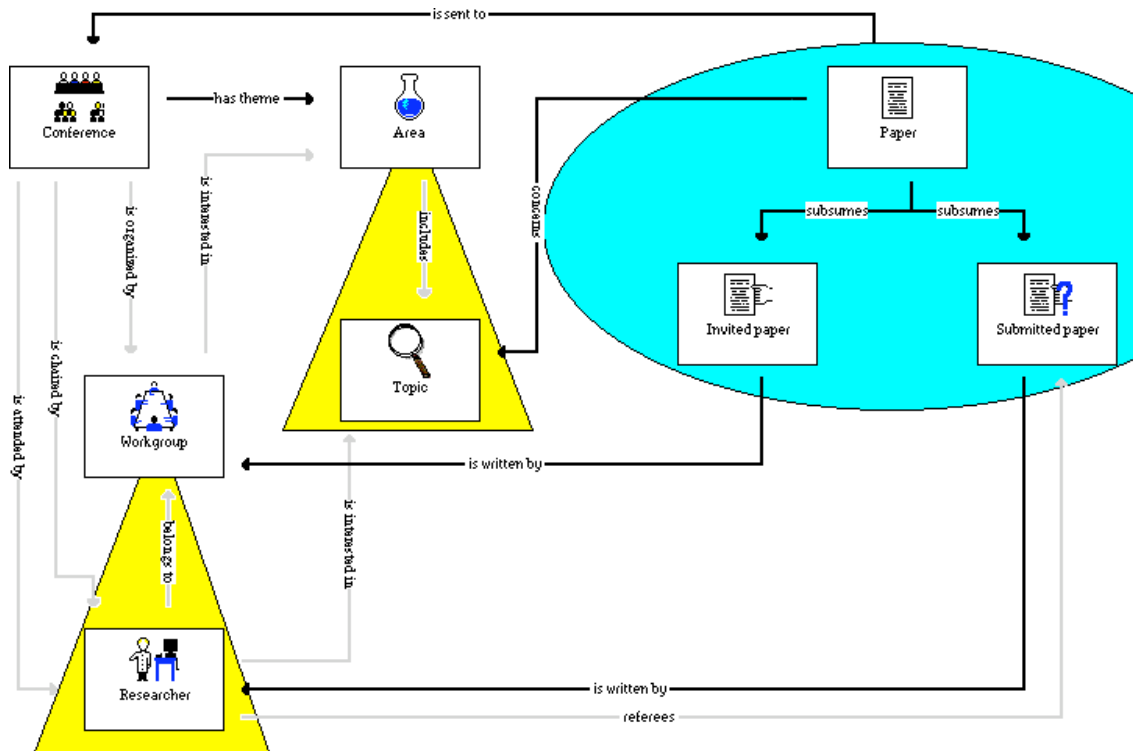 is sent to
has theme
Conference
Area
Paper
is interested in
concerns
is organized by
includes
subsumes
subsumes
Invited paper
Submitted paper
is chaired by
Topic
is attended by
Workgroup
is written by
belongs to
is interested in
Researcher
is written by
referees